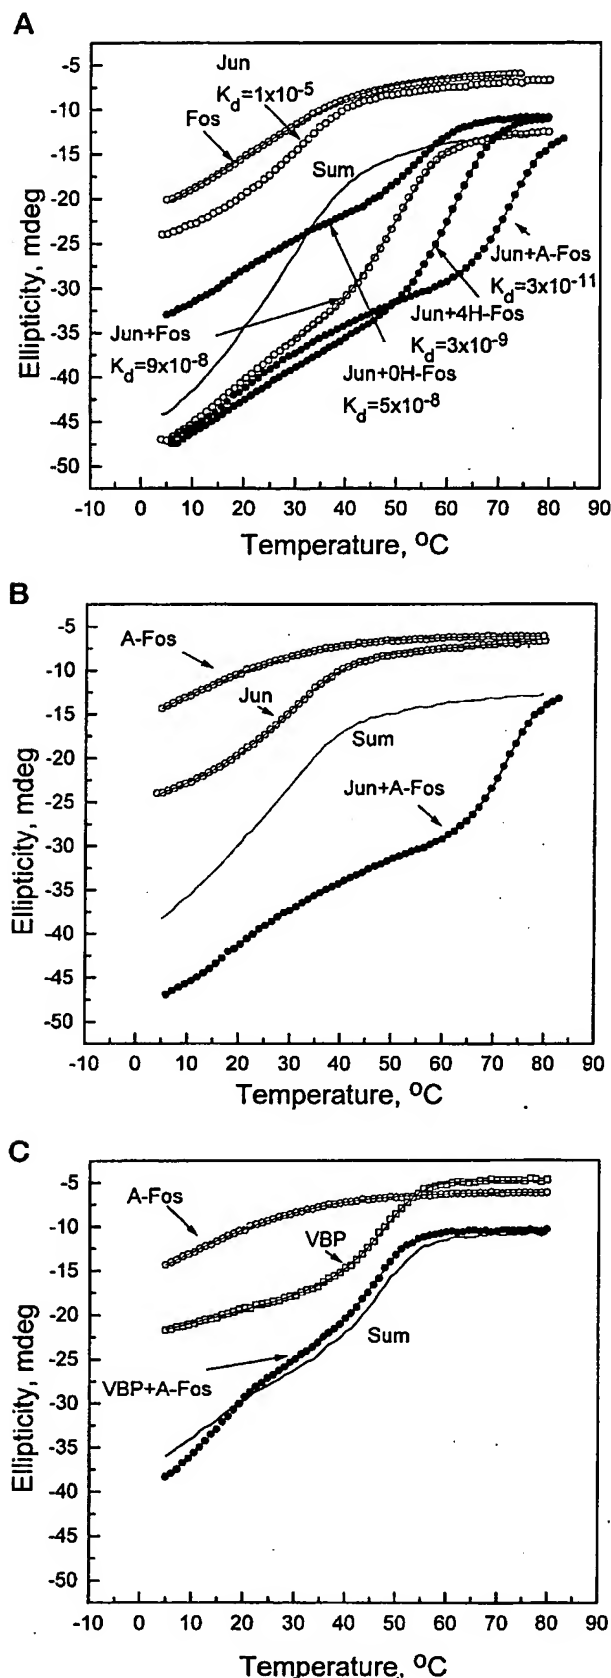 A
Ellipticity, mdeg
-5
-10
-15
-20
-25
-30
-35
-40
-45
-50
Jun
K_d=1x10^-5
Fos
Sum
Jun+A-Fos
K_d=3x10^-11
Jun+4H-Fos
K_d=3x10^-9
Jun+Fos
K_d=9x10^-8
Jun+0H-Fos
K_d=5x10^-8
-10 0 10 20 30 40 50 60 70 80 90
Temperature, °C
B
Ellipticity, mdeg
-5
-10
-15
-20
-25
-30
-35
-40
-45
-50
A-Fos
Jun
Sum
Jun+A-Fos
-10 0 10 20 30 40 50 60 70 80 90
Temperature, °C
C
Ellipticity, mdeg
-5
-10
-15
-20
-25
-30
-35
-40
-45
-50
A-Fos
VBP
Sum
VBP+A-Fos
-10 0 10 20 30 40 50 60 70 80 90
Temperature, °C